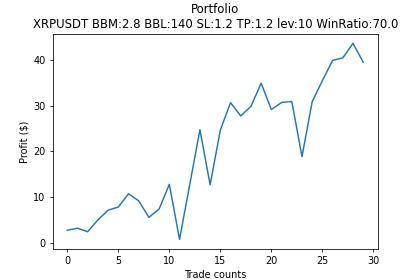 Portfolio
XRPUSDT BBM:2.8 BBL:140 SL:1.2 TP:1.2 lev:10 WinRatio:70.0
40
30
20
10
0
Profit ($)
0 5 10 15 20 25 30
Trade counts